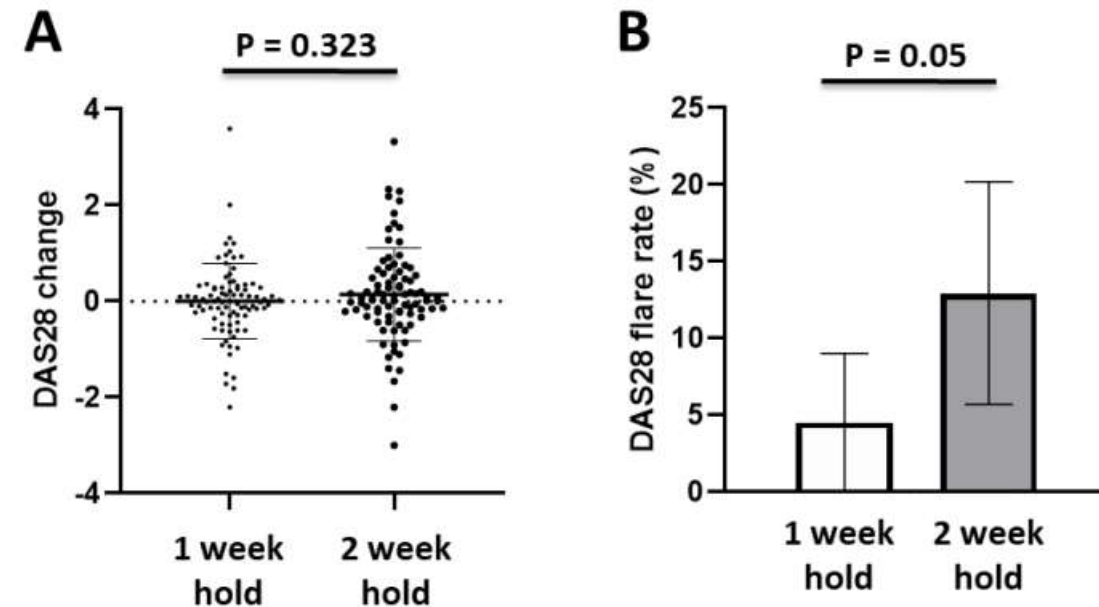 A
P = 0.323
DAS28 change
4
2
0
-2
-4
1 week
hold
2 week
hold
B
P = 0.05
DAS28 flare rate (% )
25
20
15
10
5
0
1 week
hold
2 week
hold